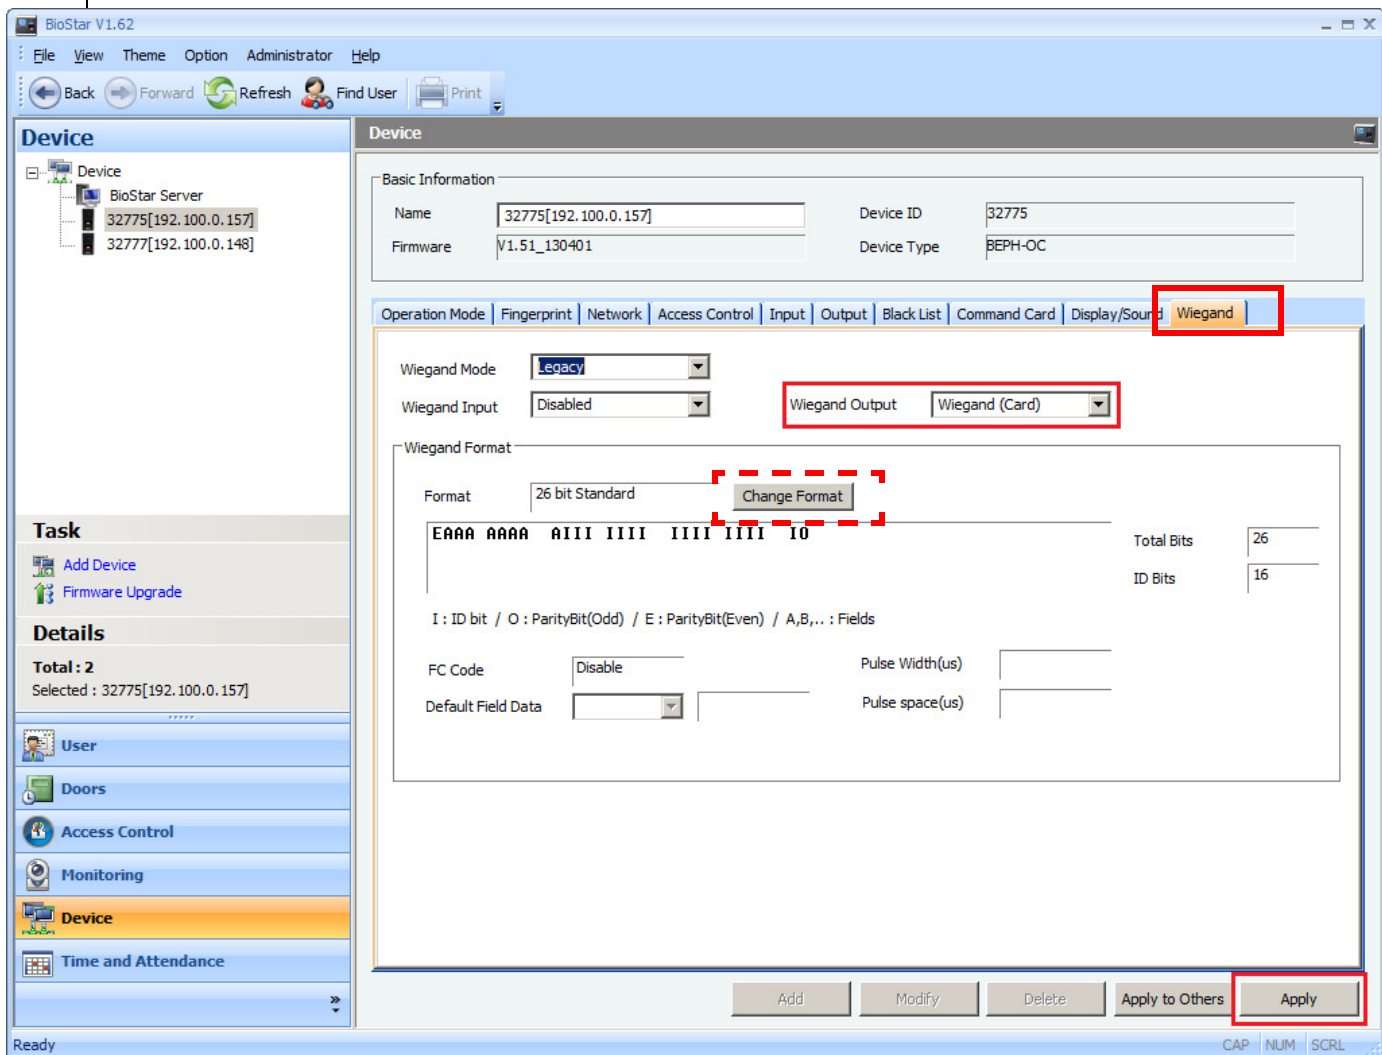 BioStar V1.62
File View Theme Option Administrator Help
Back Forward Refresh Find User Print
Device
Device
BioStar Server
32775[192.100.0.157]
32777[192.100.0.148]
Task
Add Device
Firmware Upgrade
Details
Total : 2
Selected : 32775[192.100.0.157]
User
Doors
Access Control
Monitoring
Device
Time and Attendance
Device
Basic Information
Name 32775[192.100.0.157] Device ID 32775
Firmware V1.51_130401 Device Type BEPH-OC
Operation Mode Fingerprint Network Access Control Input Output Black List Command Card Display/Sound Wiegand
Wiegand Mode Legacy
Wiegand Input Disabled Wiegand Output Wiegand (Card)
Wiegand Format
Format 26 bit Standard Change Format
EAAA AAAA AIII IIII IIII IIII IO
Total Bits 26
ID Bits 16
I : ID bit / O : ParityBit(Odd) / E : ParityBit(Even) / A,B,.. : Fields
FC Code Disable Pulse Width(us)
Default Field Data Pulse space(us)
Add Modify Delete Apply to Others Apply
Ready CAP NUM SCRL